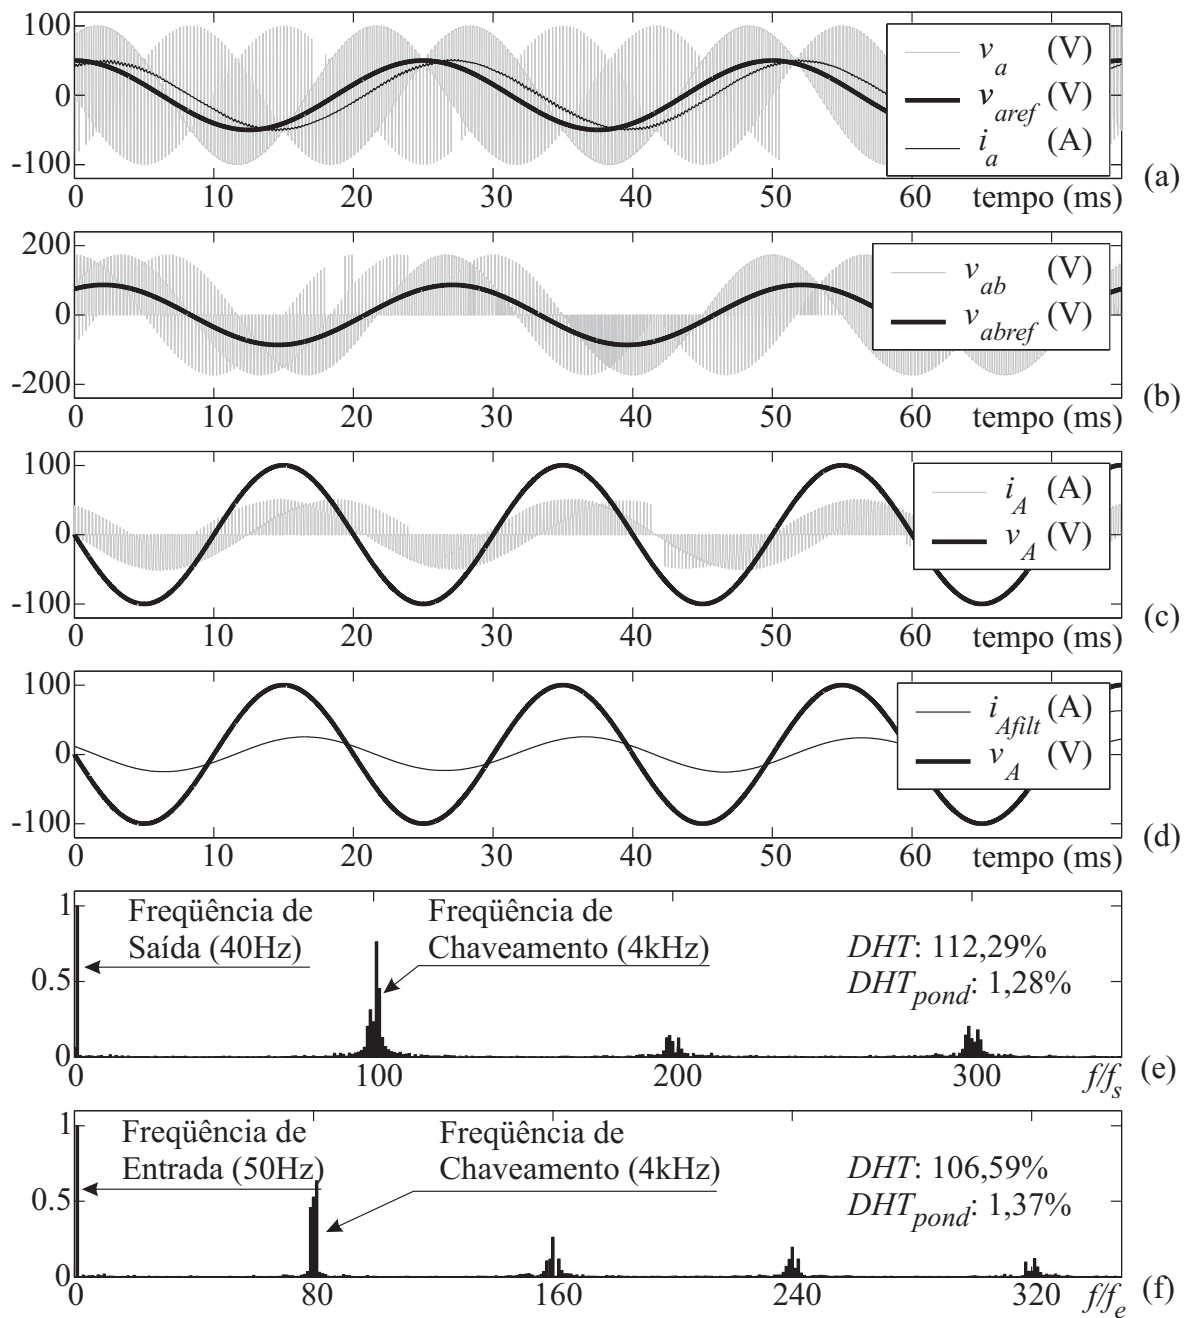 100
0
-100
v_a (V)
v_aref (V)
i_a (A)
0 10 20 30 40 50 60 tempo (ms)
(a)
200
0
-200
v_ab (V)
v_abref (V)
0 10 20 30 40 50 60 tempo (ms)
(b)
100
0
-100
i_A (A)
v_A (V)
0 10 20 30 40 50 60 tempo (ms)
(c)
100
0
-100
i_Afilt (A)
v_A (V)
0 10 20 30 40 50 60 tempo (ms)
(d)
1
0.5
0
Freqüência de
Saída (40Hz)
Freqüência de
Chaveamento (4kHz)
DHT: 112,29%
DHT_pond: 1,28%
0 100 200 300 f/f_s
(e)
1
0.5
0
Freqüência de
Entrada (50Hz)
Freqüência de
Chaveamento (4kHz)
DHT: 106,59%
DHT_pond: 1,37%
0 80 160 240 320 f/f_e
(f)